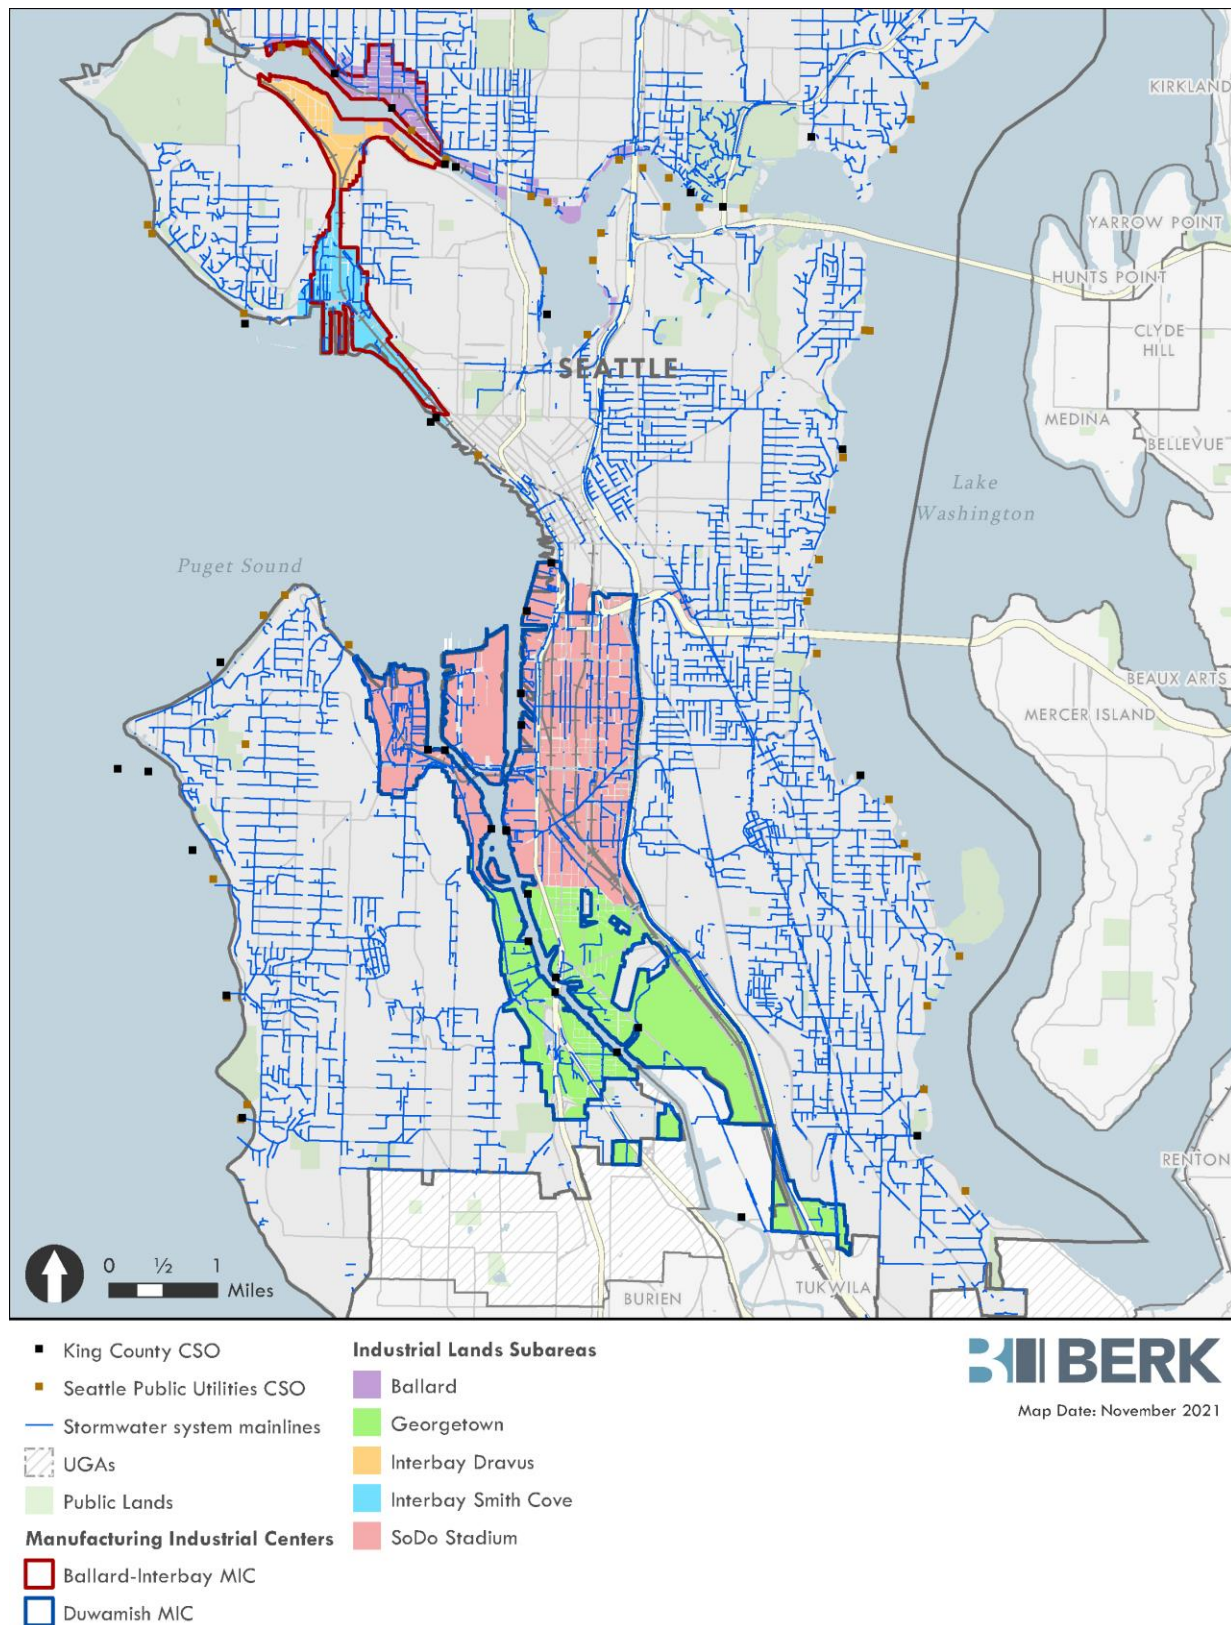 KIRKLAND
YARROW POINT
HUNTS POINT
CLYDE
HILL
SEATTLE
MEDINA
BELLEVUE
Lake
Washington
Puget Sound
BEAUX ARTS
MERCER ISLAND
RENTON
TUKWILA
BURIEN
0 ½ 1
Miles
King County CSO
Seattle Public Utilities CSO
Stormwater system mainlines
UGAs
Public Lands
Manufacturing Industrial Centers
Ballard-Interbay MIC
Duwamish MIC
Industrial Lands Subareas
Ballard
Georgetown
Interbay Dravus
Interbay Smith Cove
SoDo Stadium
BERK
Map Date: November 2021